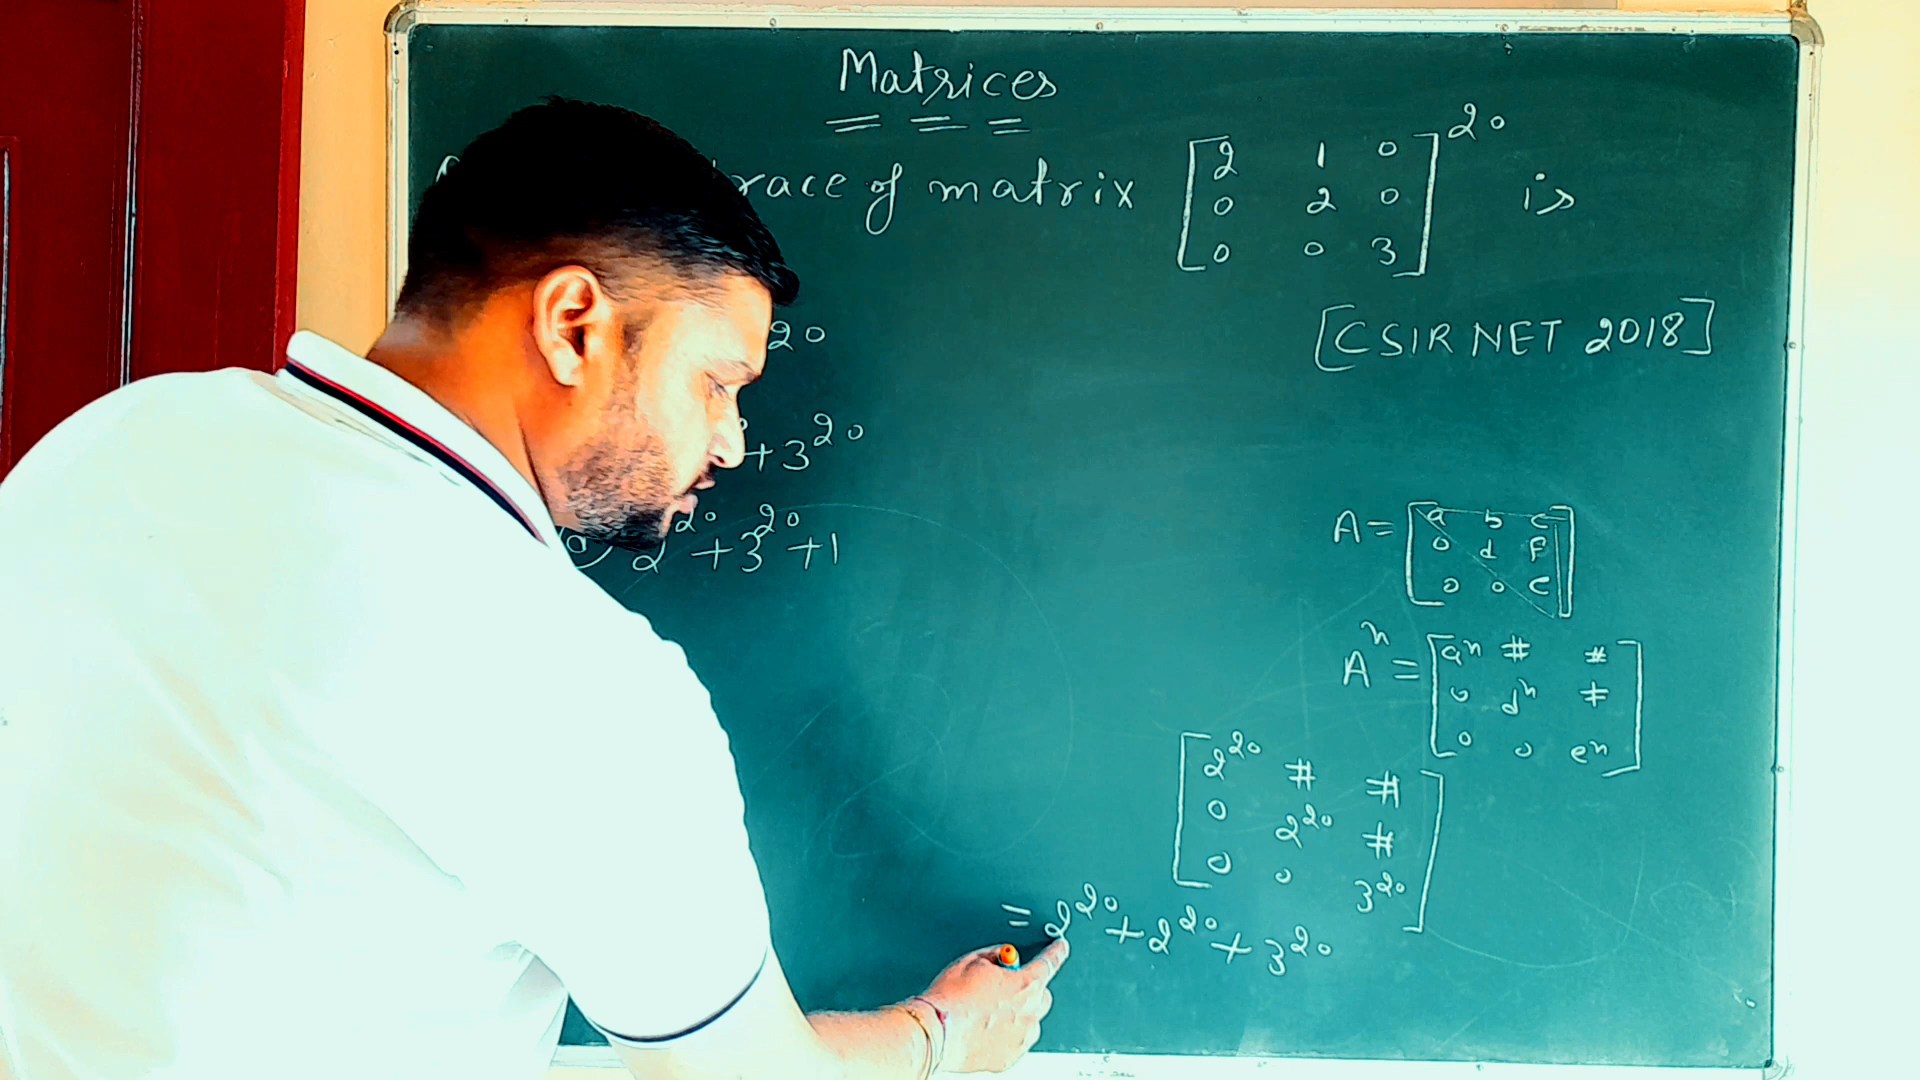 Matrices
race of matrix [2 1 0 0 2 0 0 0 3]^20 is
20
[CSIR NET 2018]
+3^20
2^20+3^20+1
A=[a b c 0 d F 0 0 e]
A^n=[a^n # # 0 d^n # 0 0 e^n]
[2^20 # # 0 2^20 # 0 0 3^20]
=2^20+2^20+3^20